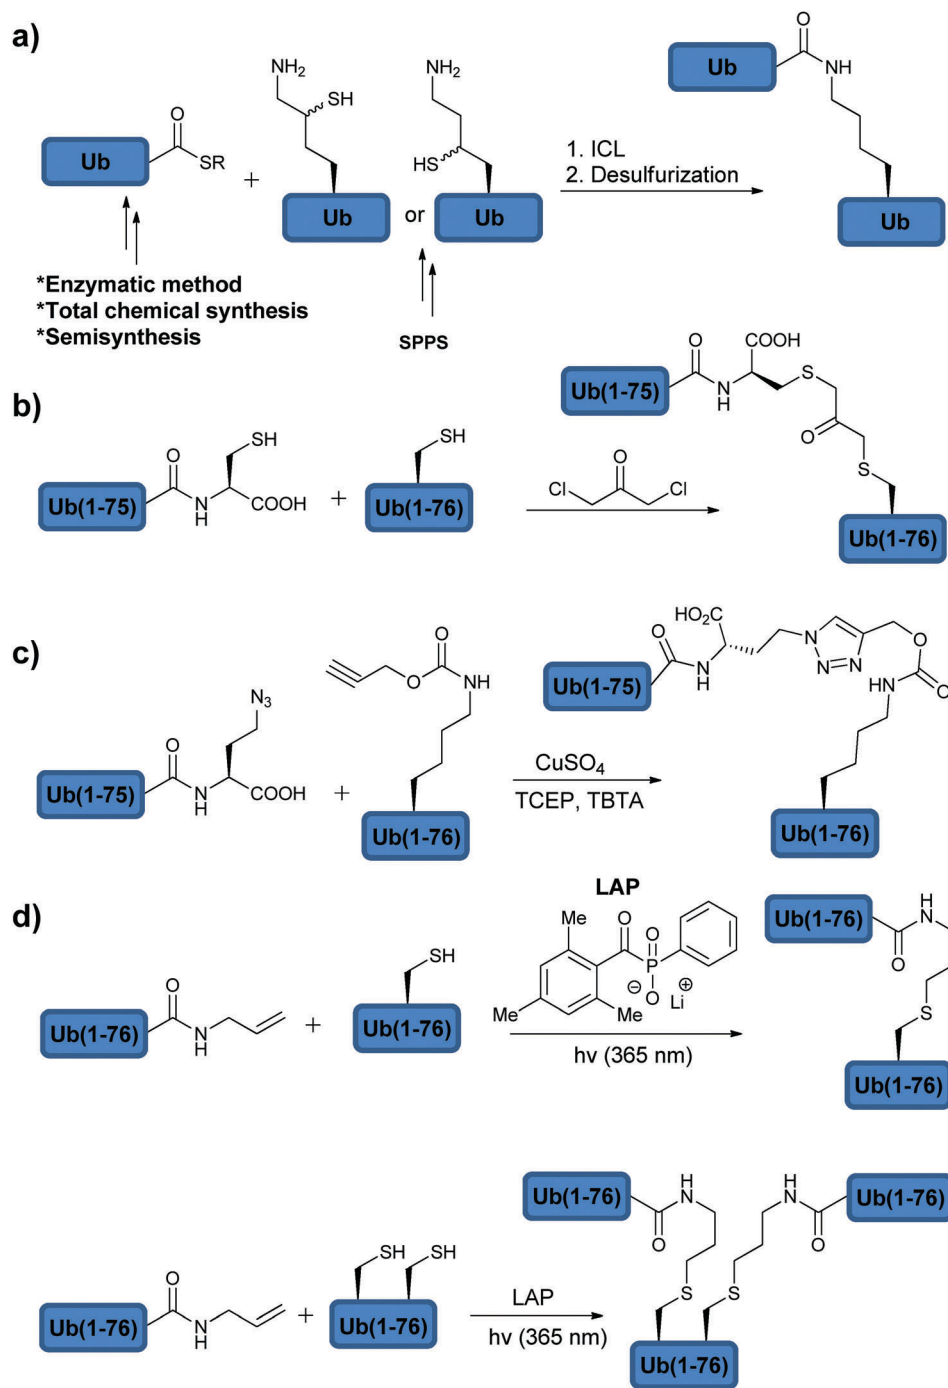 a)
NH2
SH
NH2
HS
O
SR
Ub
+
Ub
or
Ub
1. ICL
2. Desulfurization
O
NH
Ub
Ub
*Enzymatic method
*Total chemical synthesis
*Semisynthesis
SPPS
b)
Ub(1-75)
O
N
H
SH
COOH
+
SH
Ub(1-76)
O
Cl
Cl
Ub(1-75)
O
N
H
COOH
S
O
S
Ub(1-76)
c)
Ub(1-75)
O
N
H
N3
COOH
+
O
O
NH
Ub(1-76)
CuSO4
TCEP, TBTA
HO2C
O
NH
Ub(1-75)
N
N=N
O
HN
O
Ub(1-76)
d)
Ub(1-76)
O
N
H
+
SH
Ub(1-76)
LAP
Me
O
O
P
⊖
O
⊕
Li
Me
Me
hv (365 nm)
Ub(1-76)
H
N
O
S
Ub(1-76)
Ub(1-76)
O
N
H
+
SH
SH
Ub(1-76)
LAP
hv (365 nm)
Ub(1-76)
H
N
O
S
H
N
O
S
Ub(1-76)
Ub(1-76)